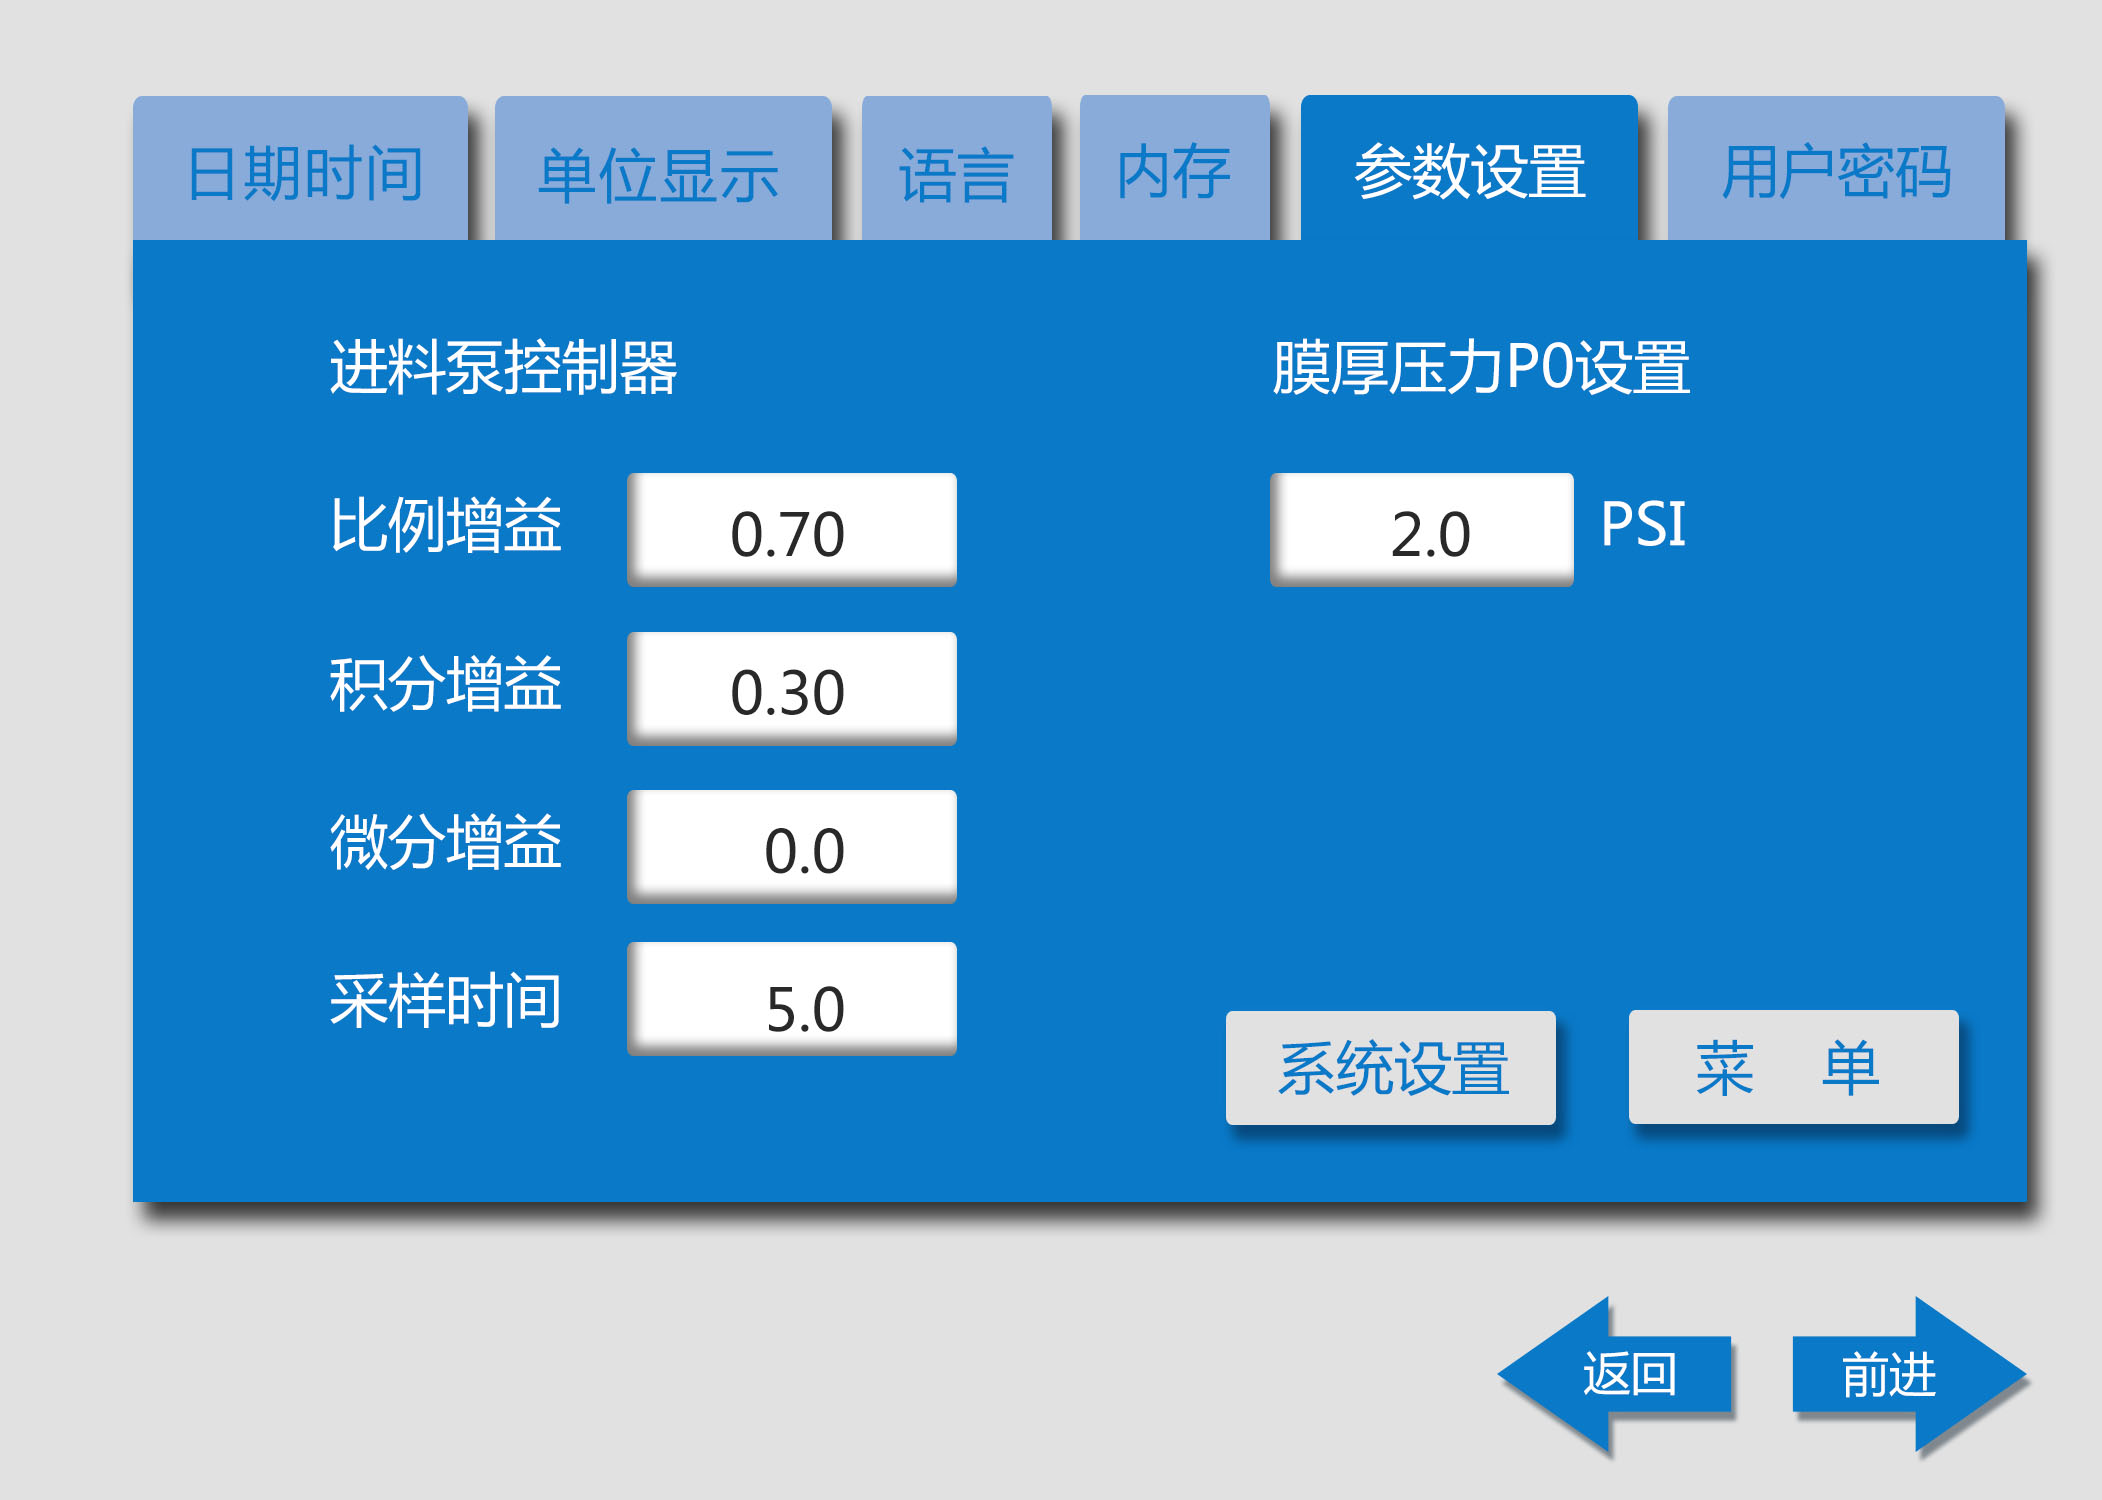 日期时间 单位显示 语言 内存 参数设置 用户密码
进料泵控制器 膜厚压力P0设置
比例增益 0.70 2.0 PSI
积分增益 0.30
微分增益 0.0
采样时间 5.0
系统设置 菜 单
返回 前进